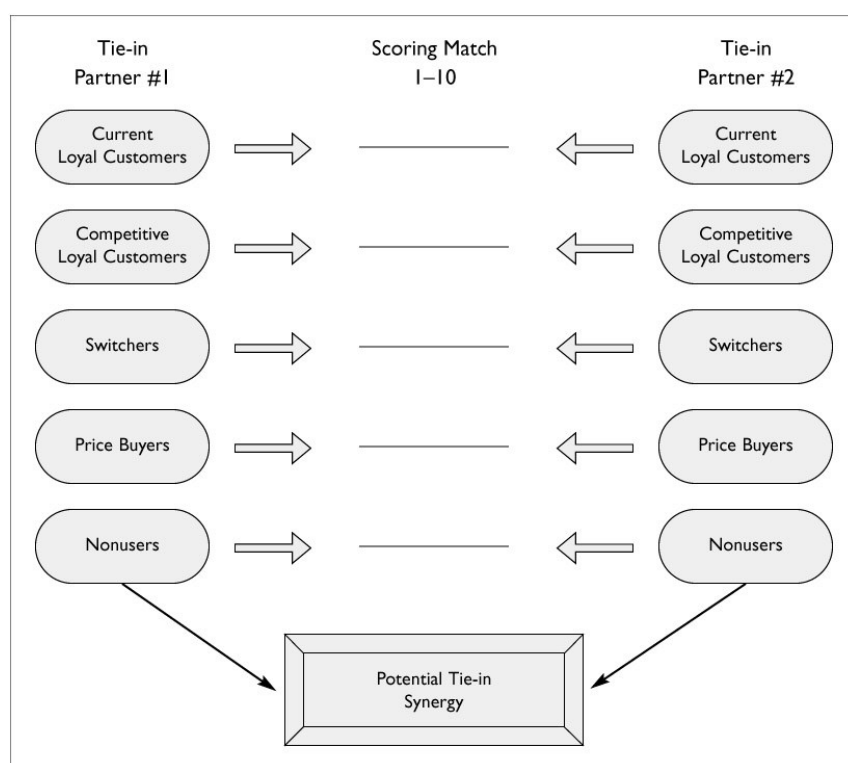 Tie-in
Partner #1
Scoring Match
1–10
Tie-in
Partner #2
Current
Loyal Customers
Current
Loyal Customers
Competitive
Loyal Customers
Competitive
Loyal Customers
Switchers
Switchers
Price Buyers
Price Buyers
Nonusers
Nonusers
Potential Tie-in
Synergy